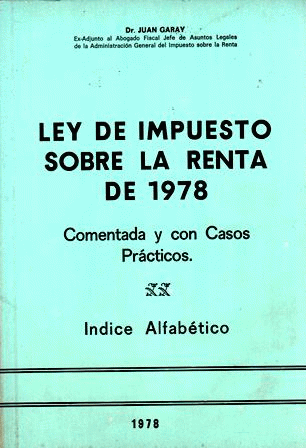 Dr. JUAN GARAY
Ex-Adjunto al Abogado Fiscal Jefe de Asuntos Legales
de la Administración General del Impuesto sobre la Renta
LEY DE IMPUESTO
SOBRE LA RENTA
DE 1978
Comentada y con Casos
Prácticos.
Indice Alfabético
1978